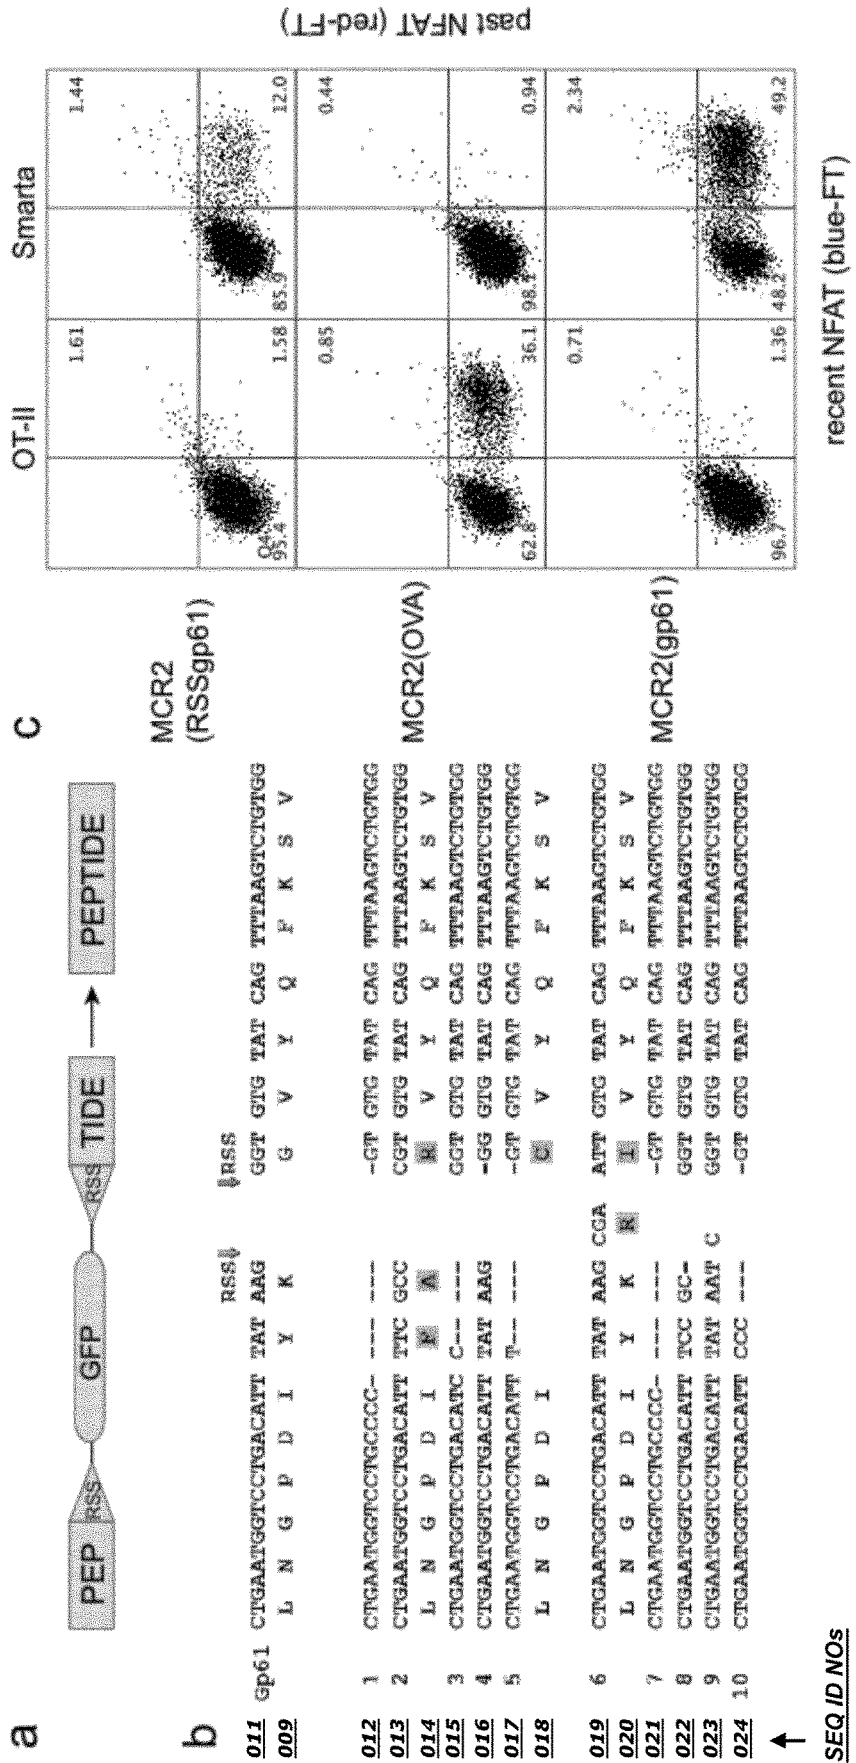 a
PEP RSS GFP RSS TIDE PEPTIDE
b
RSS RSS
011 Gp61 CTGAATGGTCCTGACATT TAT AAG GGT GTG TAT CAG TTTAAGTCTGTGG
009 L N G P D I Y K G V Y Q F K S V
012 1 CTGAATGGTCCTGCCCC- --- --- -GT GTG TAT CAG TTTAAGTCTGTGG
013 2 CTGAATGGTCCTGACATT TTC GCC CGT GTG TAT CAG TTTAAGTCTGTGG
014 L N G P D I F A R V Y Q F K S V
015 3 CTGAATGGTCCTGACATC C-- --- GGT GTG TAT CAG TTTAAGTCTGTGG
016 4 CTGAATGGTCCTGACATT TAT AAG -GG GTG TAT CAG TTTAAGTCTGTGG
017 5 CTGAATGGTCCTGACATT T-- --- -GT GTG TAT CAG TTTAAGTCTGTGG
018 L N G P D I C V Y Q F K S V
019 6 CTGAATGGTCCTGACATT TAT AAG CGA ATT GTG TAT CAG TTTAAGTCTGTGG
020 L N G P D I Y K R I V Y Q F K S V
021 7 CTGAATGGTCCTGCCCC- --- --- -GT GTG TAT CAG TTTAAGTCTGTGG
022 8 CTGAATGGTCCTGACATT TCC GC- GGT GTG TAT CAG TTTAAGTCTGTGG
023 9 CTGAATGGTCCTGACATT TAT AAT C GGT GTG TAT CAG TTTAAGTCTGTGG
024 10 CTGAATGGTCCTGACATT CCC --- -GT GTG TAT CAG TTTAAGTCTGTGG
SEQ ID NOs
c
OT-II Smarta
MCR2
(RSSgp61)
1.61 1.44
Q4
95.4 1.58 85.9 12.0
MCR2(OVA)
0.85 0.44
62.8 36.1 98.1 0.94
MCR2(gp61)
0.71 2.34
96.7 1.36 48.2 49.2
past NFAT (red-FT)
recent NFAT (blue-FT)